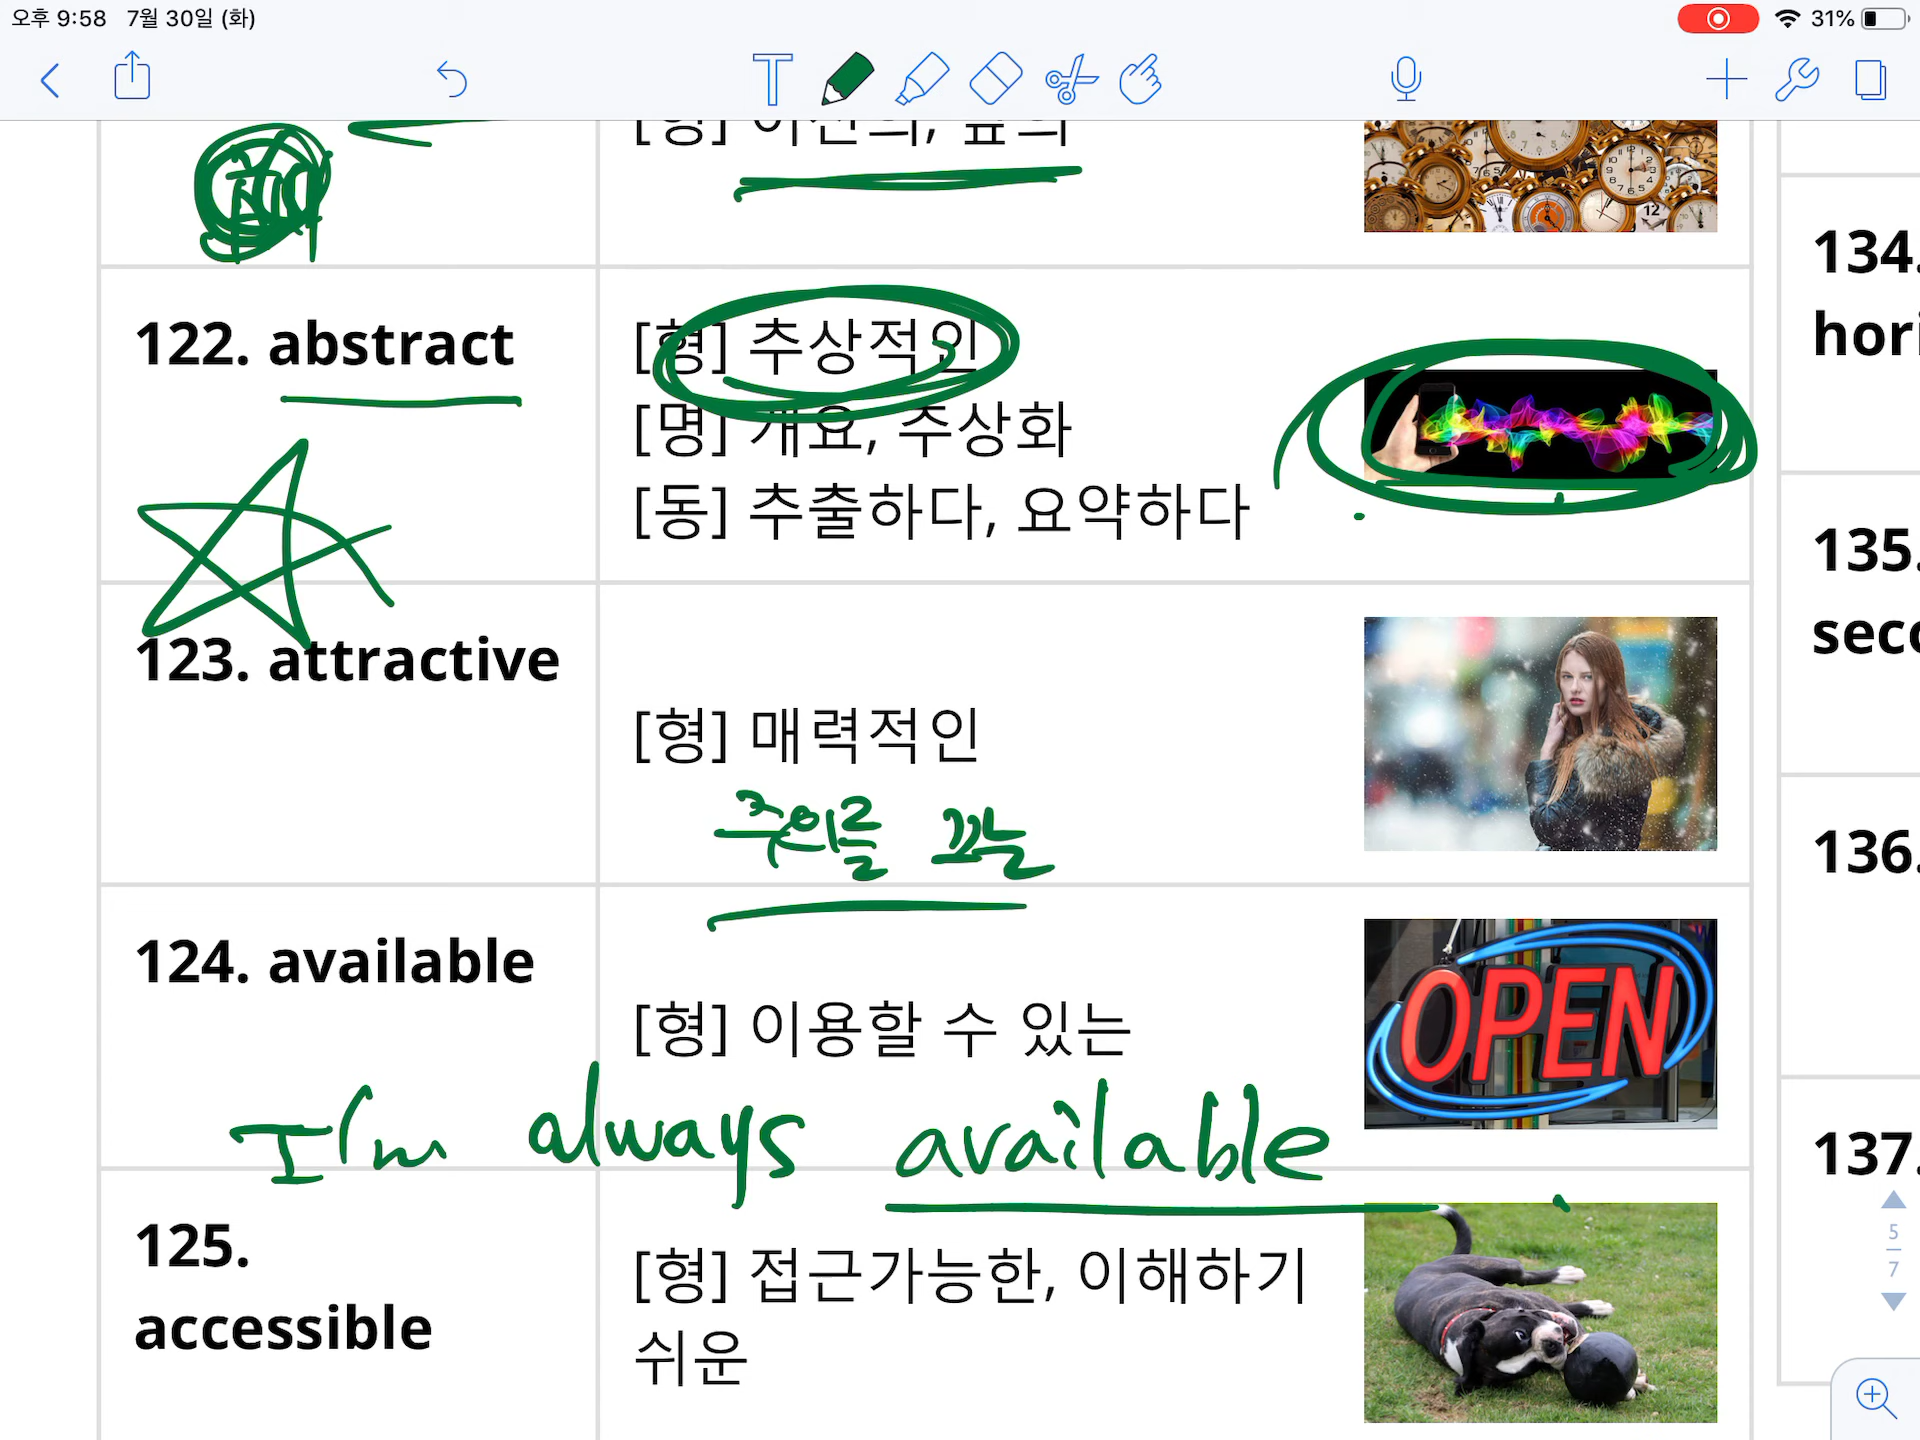 오후 9:58 7월 30일 (화)
31%
122. abstract
[형] 추상적인
[명] 개요, 추상화
[동] 추출하다, 요약하다
123. attractive
[형] 매력적인
주의를 끄는
124. available
[형] 이용할 수 있는
OPEN
I'm always available.
125.
accessible
[형] 접근가능한, 이해하기
쉬운
134.
hori
135.
seco
136.
137.
5
7